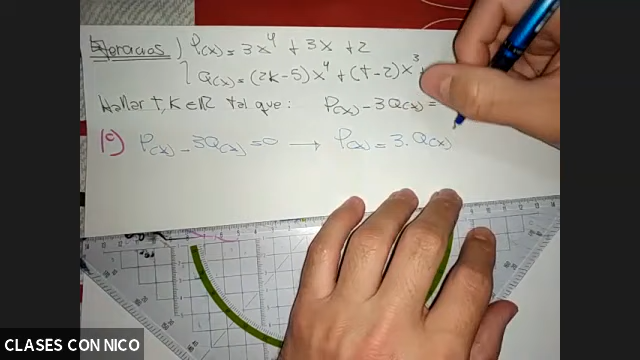 Ejercicios) P(x) = 3x⁴ + 3x + 2
Q(x) = (2k-5)x⁴ + (t-2)x³ +
Hallar t, k ∈ ℝ tal que: P(x) - 3Q(x) =
1º) P(x) - 3Q(x) = 0 → P(x) = 3. Q(x)
CLASES CON NICO